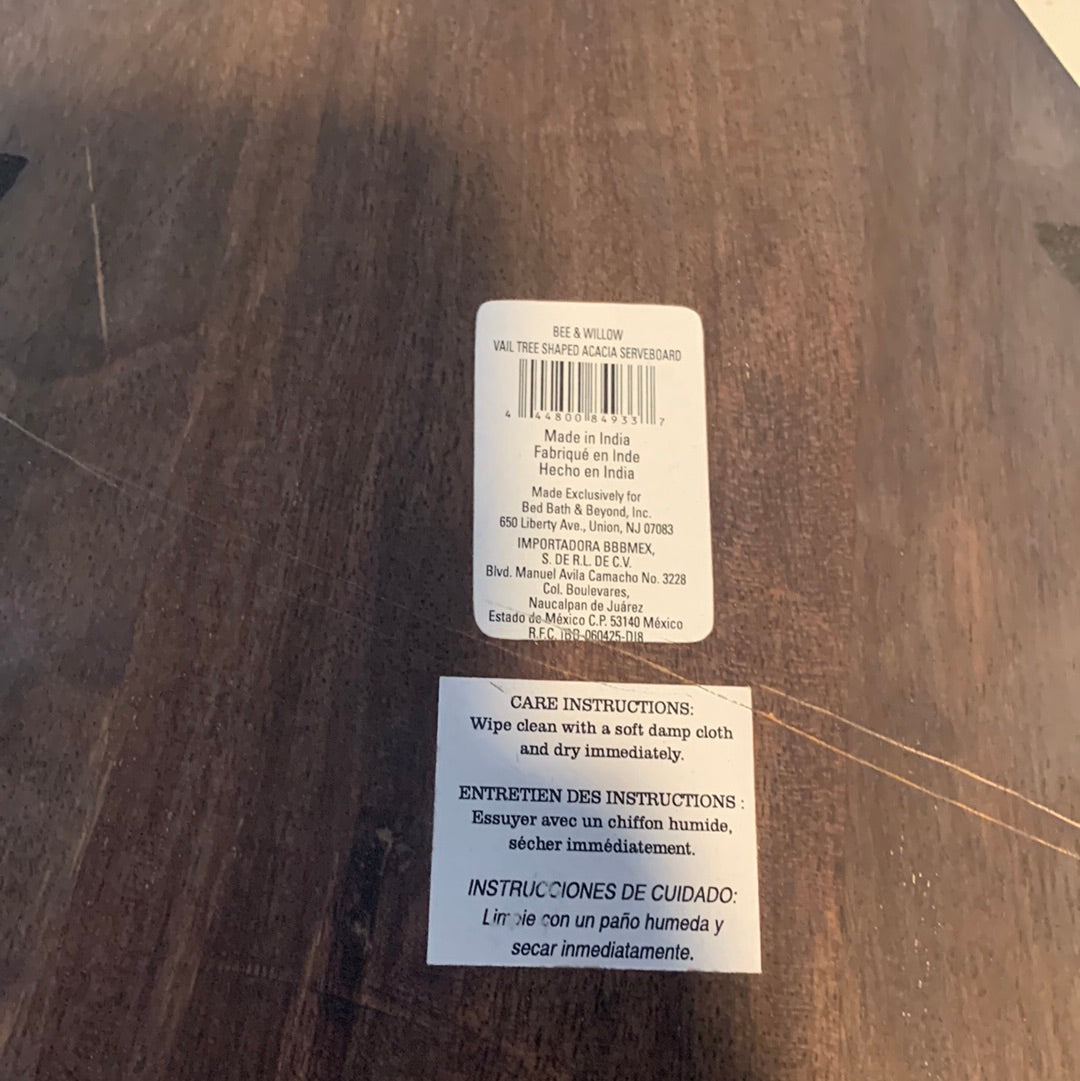 BEE & WILLOW
VAIL TREE SHAPED ACACIA SERVEBOARD
4 44800 84933 7
Made in India
Fabriqué en Inde
Hecho en India
Made Exclusively for
Bed Bath & Beyond, Inc.
650 Liberty Ave., Union, NJ 07083
IMPORTADORA BBBMEX,
S. DE R.L. DE C.V.
Blvd. Manuel Avila Camacho No. 3228
Col. Boulevares,
Naucalpan de Juárez
Estado de México C.P. 53140 México
R.F.C.
CARE INSTRUCTIONS:
Wipe clean with a soft damp cloth
and dry immediately.
ENTRETIEN DES INSTRUCTIONS :
Essuyer avec un chiffon humide,
sécher immédiatement.
INSTRUCCIONES DE CUIDADO:
Limpie con un paño humeda y
secar inmediatamente.